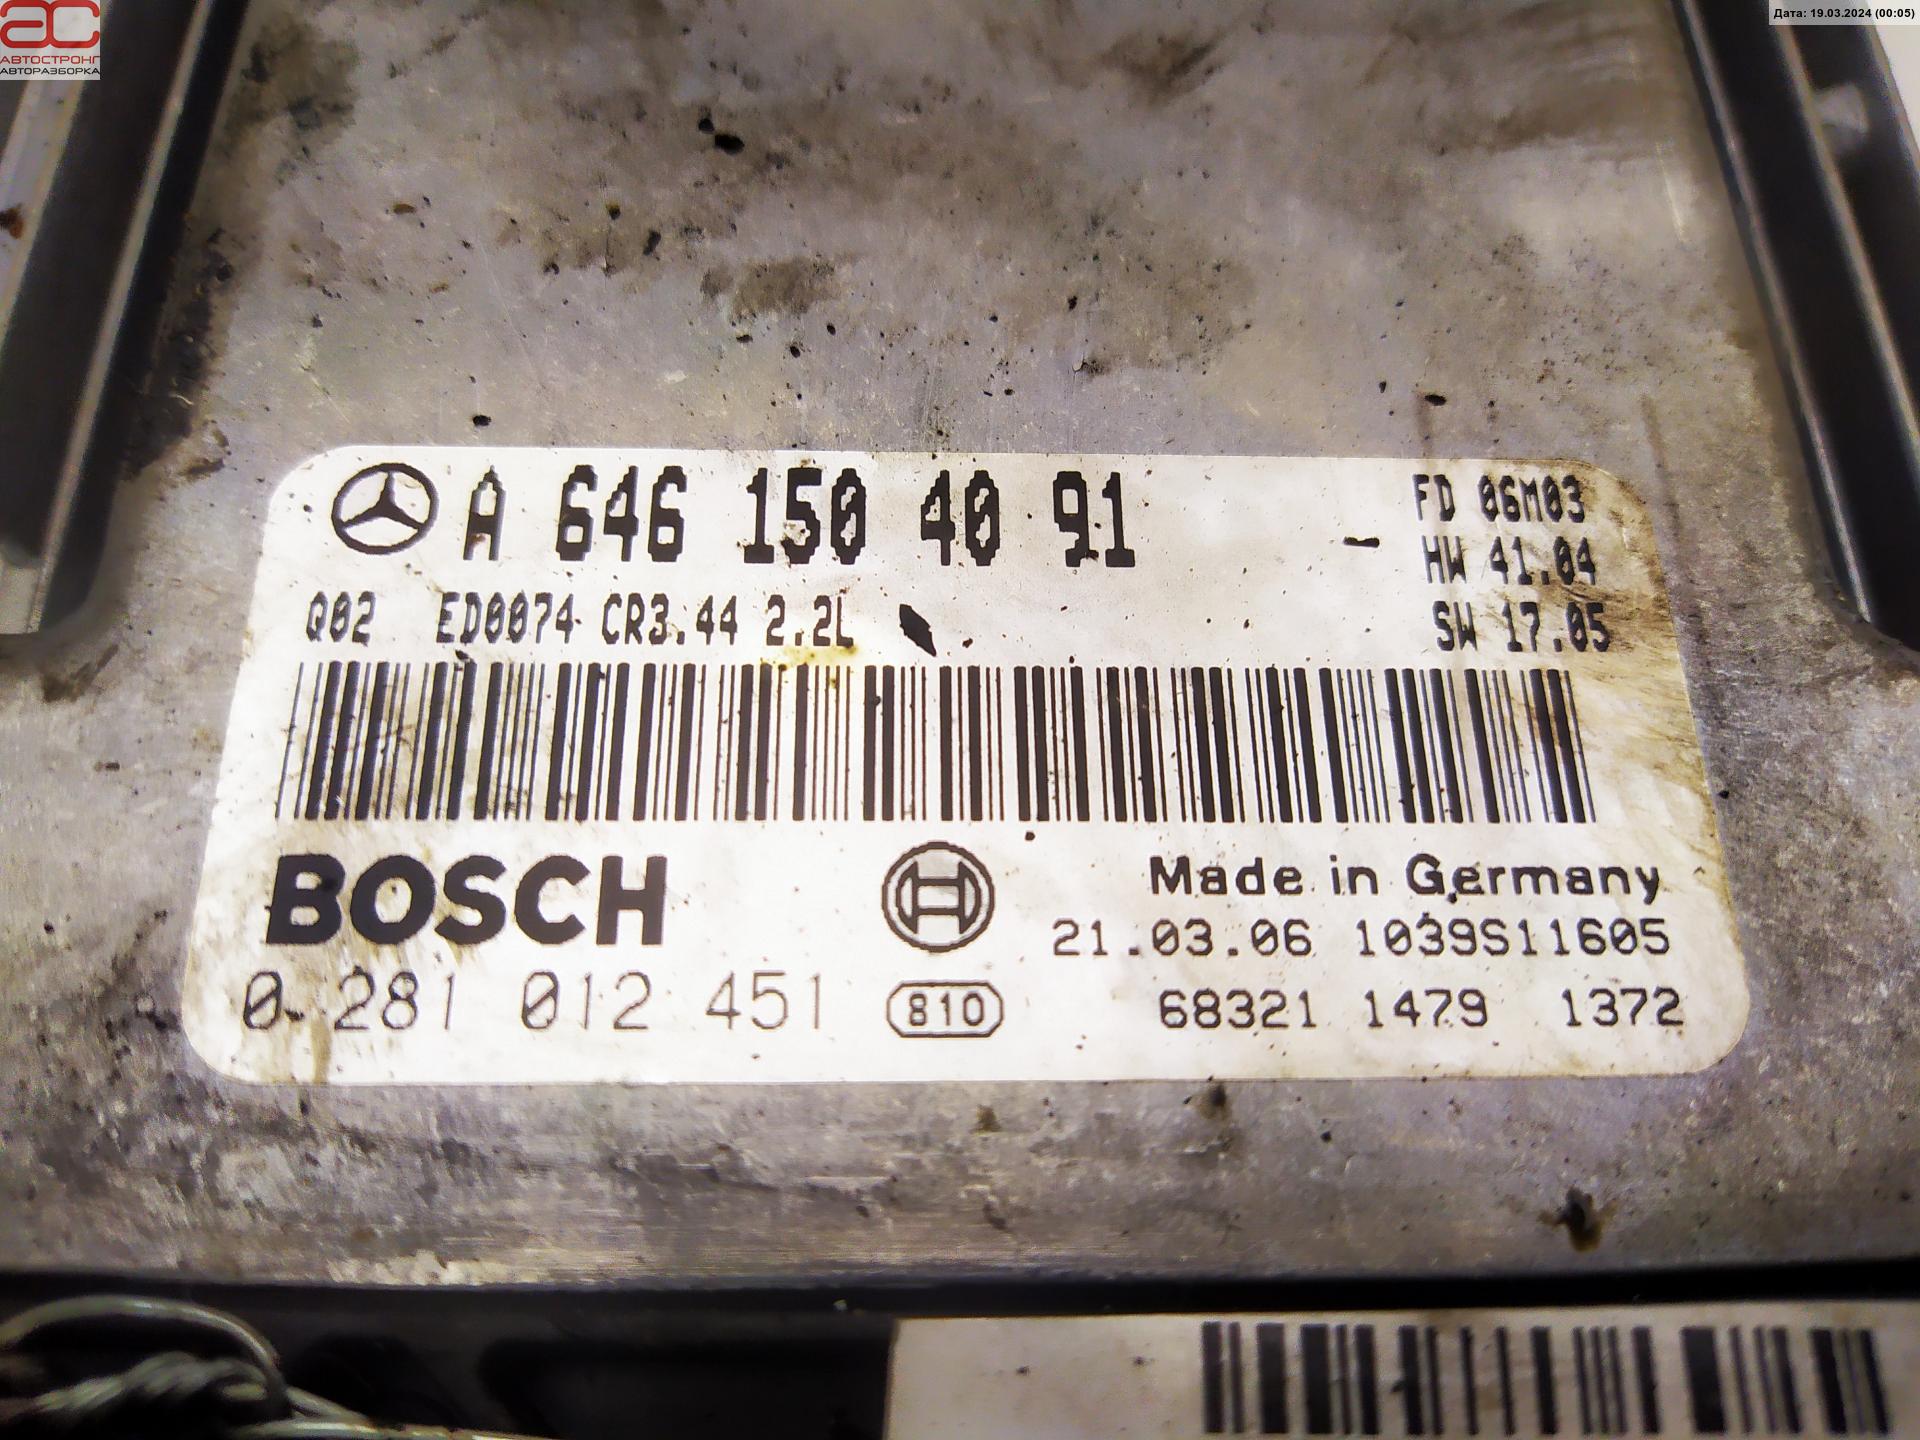 ac
АВТОСТРОНГ
АВТОРАЗБОРКА
Дата: 19.03.2024 (00:05)
A 646 150 40 91
FD 06M03
HW 41.04
Q02 ED0074 CR3.44 2.2L
SW 17.05
BOSCH
Made in Germany
21.03.06 1039S11605
0 281 012 451
810
68321 1479 1372